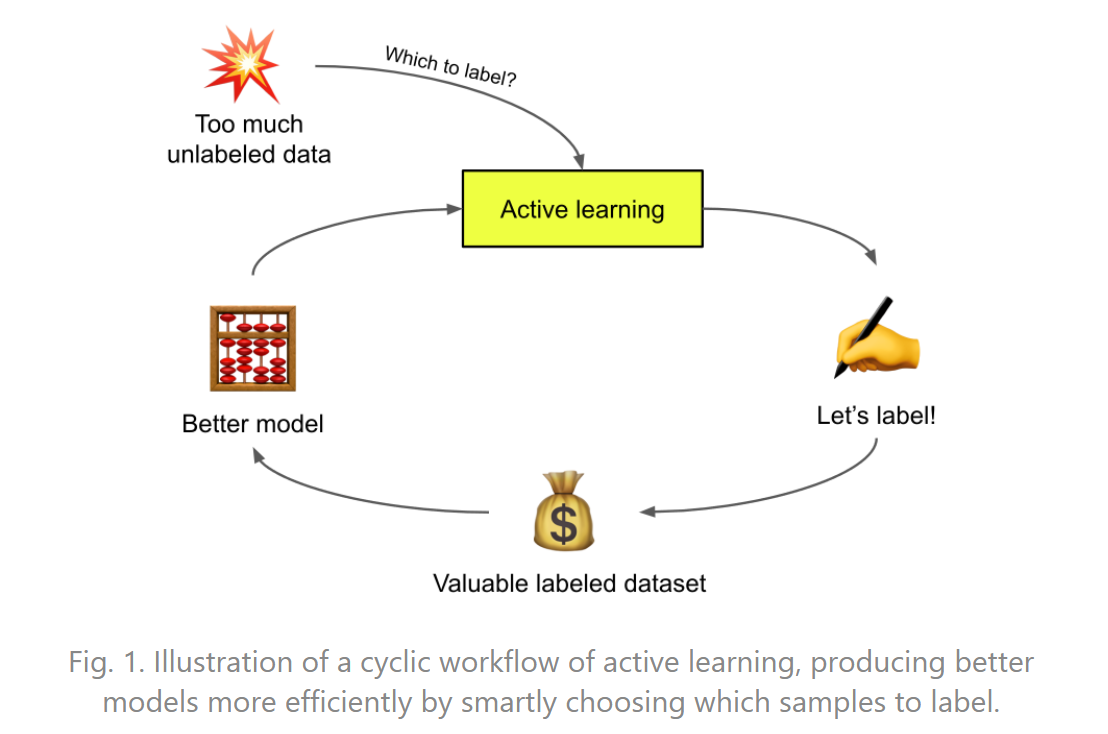 Which to label?
Too much
unlabeled data
Active learning
Better model
Let’s label!
$
Valuable labeled dataset
Fig. 1. Illustration of a cyclic workflow of active learning, producing better
models more efficiently by smartly choosing which samples to label.